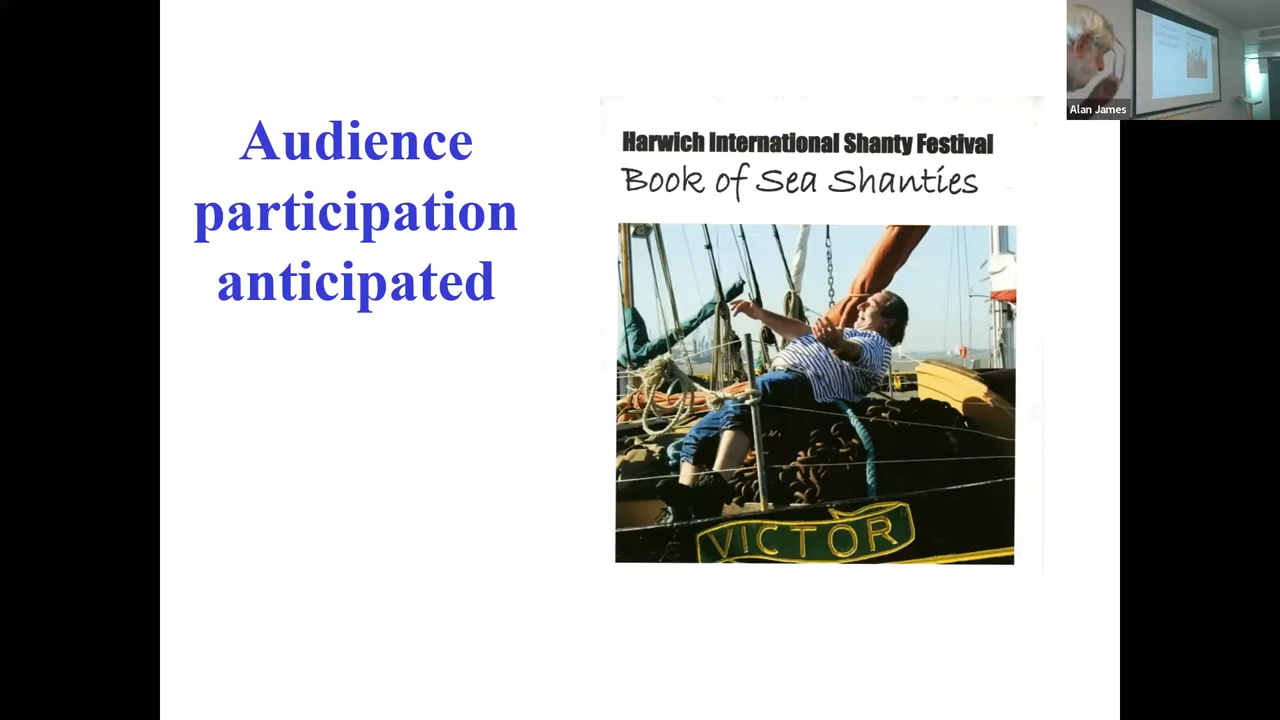 Audience
participation
anticipated
Harwich International Shanty Festival
Book of Sea Shanties
VICTOR
Alan James